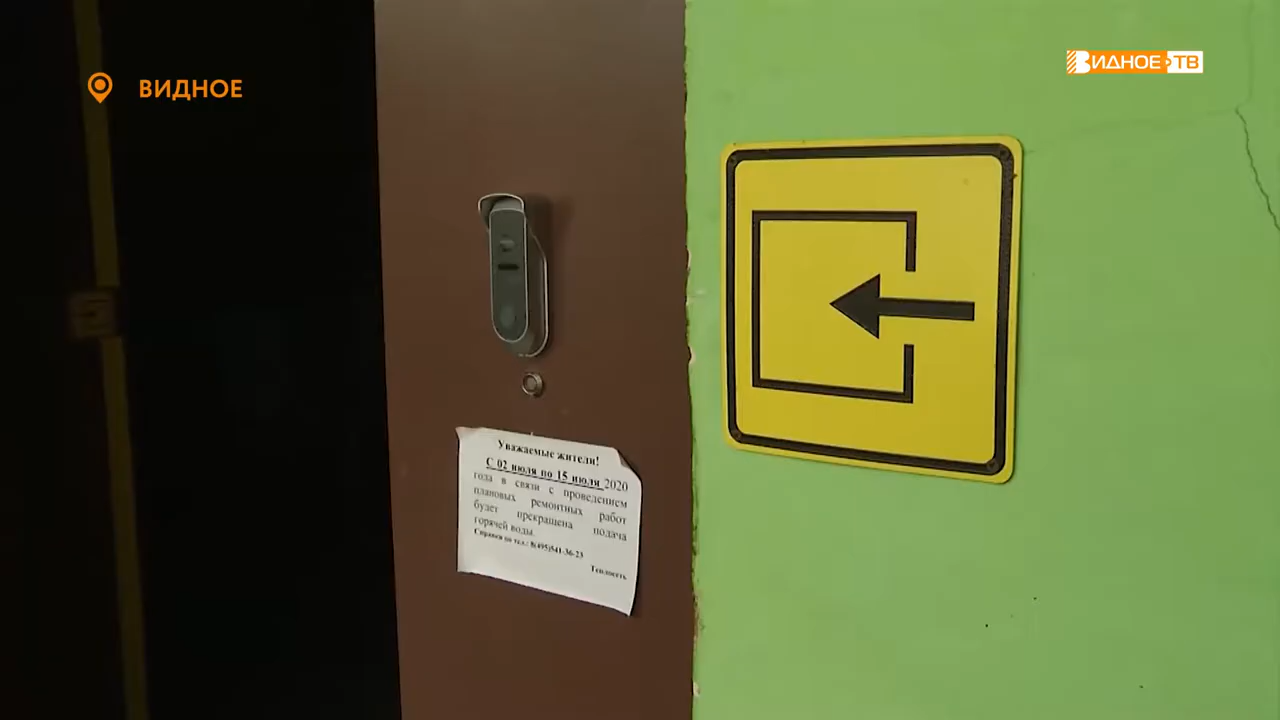 ВИДНОЕ
ВИДНОЕ ТВ
Уважаемые жители!
С 02 июля по 15 июля 2020
года в связи с проведением
плановых ремонтных работ
будет прекращена подача
горячей воды.
Справки по тел.: 8(495)541-36-23
Теплосеть